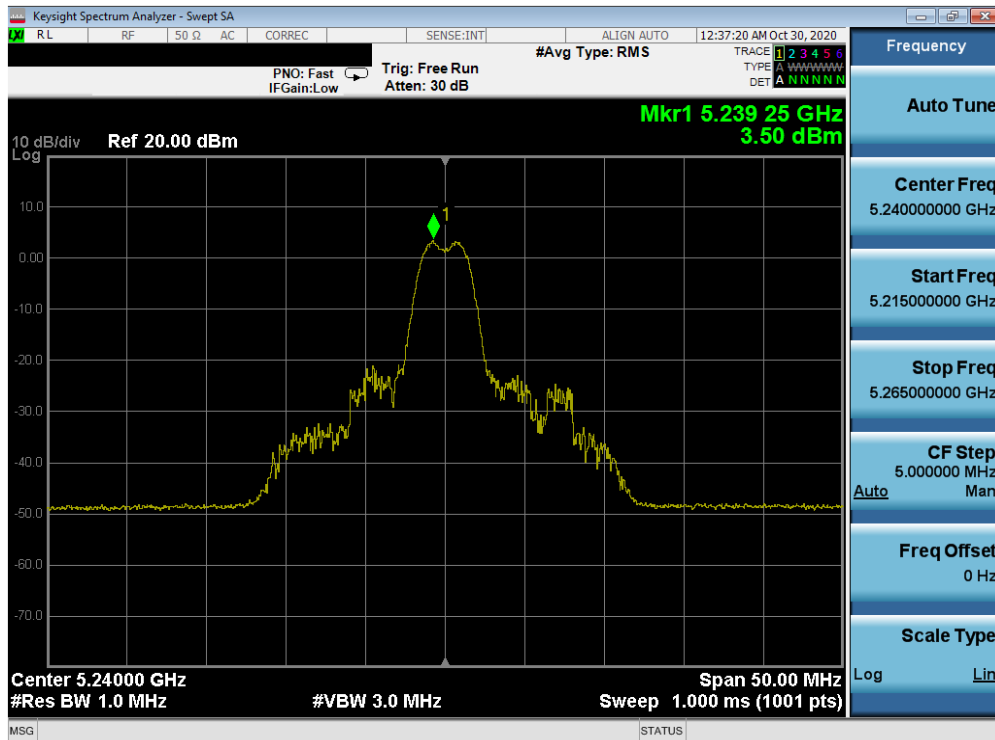 Keysight Spectrum Analyzer - Swept SA
LXI RL RF 50 Ω AC CORREC SENSE:INT ALIGN AUTO 12:37:20 AM Oct 30, 2020
PNO: Fast Trig: Free Run #Avg Type: RMS TRACE 1 2 3 4 5 6
IFGain:Low Atten: 30 dB TYPE A WWWWW
DET A N N N N N
Mkr1 5.239 25 GHz
3.50 dBm
10 dB/div Ref 20.00 dBm
Log
1
10.0
0.00
-10.0
-20.0
-30.0
-40.0
-50.0
-60.0
-70.0
Center 5.24000 GHz Span 50.00 MHz
#Res BW 1.0 MHz #VBW 3.0 MHz Sweep 1.000 ms (1001 pts)
MSG STATUS
Frequency
Auto Tune
Center Freq
5.240000000 GHz
Start Freq
5.215000000 GHz
Stop Freq
5.265000000 GHz
CF Step
5.000000 MHz
Auto Man
Freq Offset
0 Hz
Scale Type
Log Lin